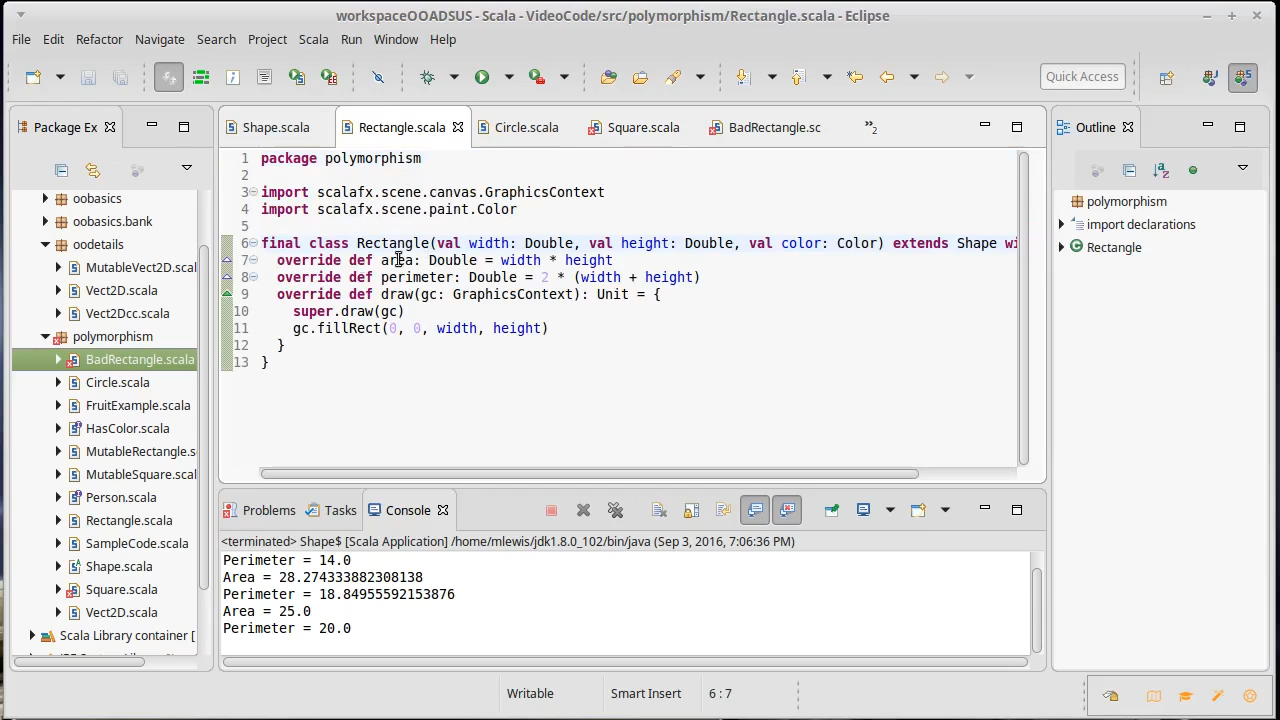 workspaceOOADSUS - Scala - VideoCode/src/polymorphism/Rectangle.scala - Eclipse
File Edit Refactor Navigate Search Project Scala Run Window Help
Quick Access
Package Ex
oobasics
oobasics.bank
oodetails
MutableVect2D.scal
Vect2D.scala
Vect2Dcc.scala
polymorphism
BadRectangle.scala
Circle.scala
FruitExample.scala
HasColor.scala
MutableRectangle.s
MutableSquare.scal
Person.scala
Rectangle.scala
SampleCode.scala
Shape.scala
Square.scala
Vect2D.scala
Scala Library container [
Shape.scala Rectangle.scala Circle.scala Square.scala BadRectangle.sc »2
1 package polymorphism
2
3 import scalafx.scene.canvas.GraphicsContext
4 import scalafx.scene.paint.Color
5
6 final class Rectangle(val width: Double, val height: Double, val color: Color) extends Shape wi
7 override def area: Double = width * height
8 override def perimeter: Double = 2 * (width + height)
9 override def draw(gc: GraphicsContext): Unit = {
10 super.draw(gc)
11 gc.fillRect(0, 0, width, height)
12 }
13 }
Problems Tasks Console
<terminated> Shape$ [Scala Application] /home/mlewis/jdk1.8.0_102/bin/java (Sep 3, 2016, 7:06:36 PM)
Perimeter = 14.0
Area = 28.274333882308138
Perimeter = 18.84955592153876
Area = 25.0
Perimeter = 20.0
Outline
polymorphism
import declarations
Rectangle
Writable Smart Insert 6 : 7